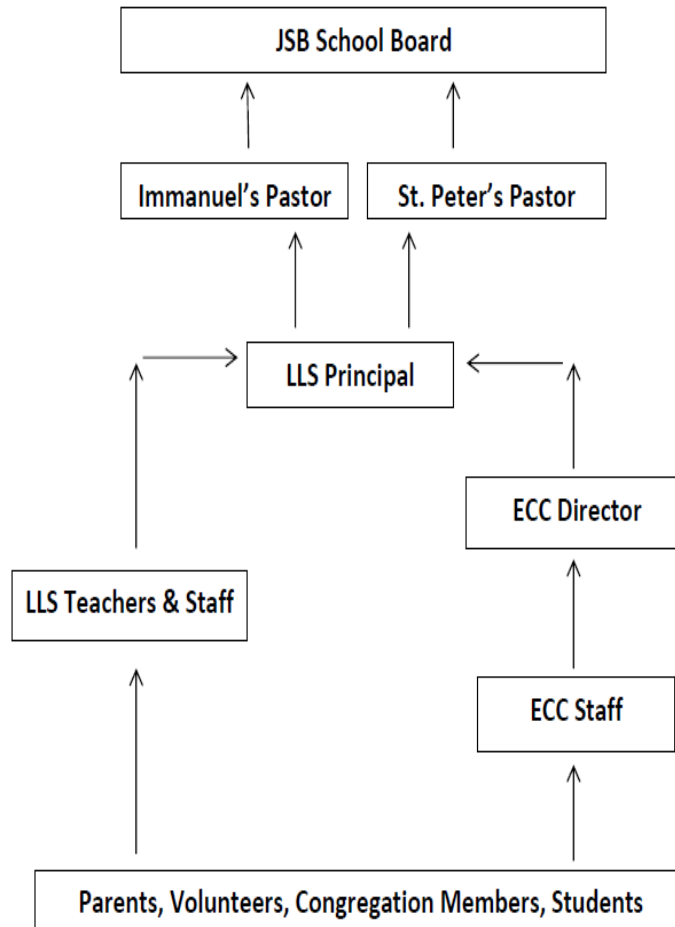 JSB School Board
Immanuel's Pastor
St. Peter's Pastor
LLS Principal
ECC Director
LLS Teachers & Staff
ECC Staff
Parents, Volunteers, Congregation Members, Students